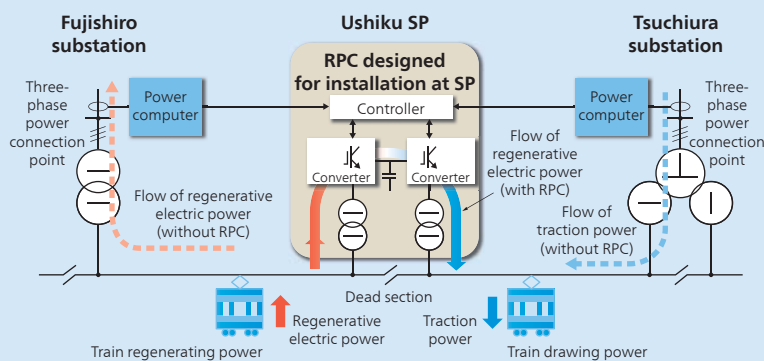 Fujishiro
substation
Ushiku SP
Tsuchiura
substation
RPC designed
for installation at SP
Three-
phase
power
connection
point
Power
computer
Controller
Power
computer
Three-
phase
power
connection
point
Converter
Converter
Flow of
regenerative
electric power
(with RPC)
Flow of regenerative
electric power
(without RPC)
Flow of
traction power
(without RPC)
Dead section
Regenerative
electric power
Traction
power
Train regenerating power
Train drawing power